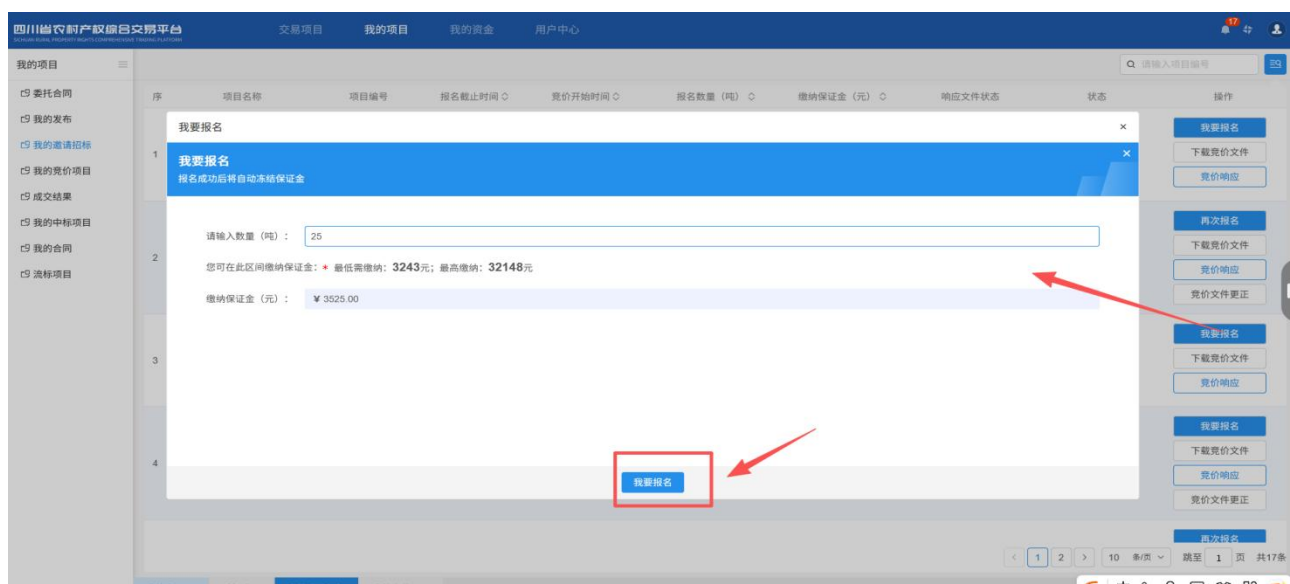 四川省农村产权综合交易平台
交易项目 我的项目 我的资金 用户中心
17
我的项目
请输入项目编号
委托合同
我的发布
我的邀请招标
我的竞价项目
成交结果
我的中标项目
我的合同
流标项目
序 项目名称 项目编号 报名截止时间 竞价开始时间 报名数量（吨） 缴纳保证金（元） 响应文件状态 状态 操作
我要报名 ×
我要报名 ×
报名成功后将自动冻结保证金
请输入数量（吨）： 25
您可在此区间缴纳保证金：* 最低需缴纳：3243元；最高缴纳：32148元
缴纳保证金（元）： ¥ 3525.00
我要报名
1
我要报名
下载竞价文件
竞价响应
2
再次报名
下载竞价文件
竞价响应
竞价文件更正
3
我要报名
下载竞价文件
竞价响应
4
我要报名
下载竞价文件
竞价响应
竞价文件更正
再次报名
< 1 2 > 10 条/页 跳至 1 页 共17条